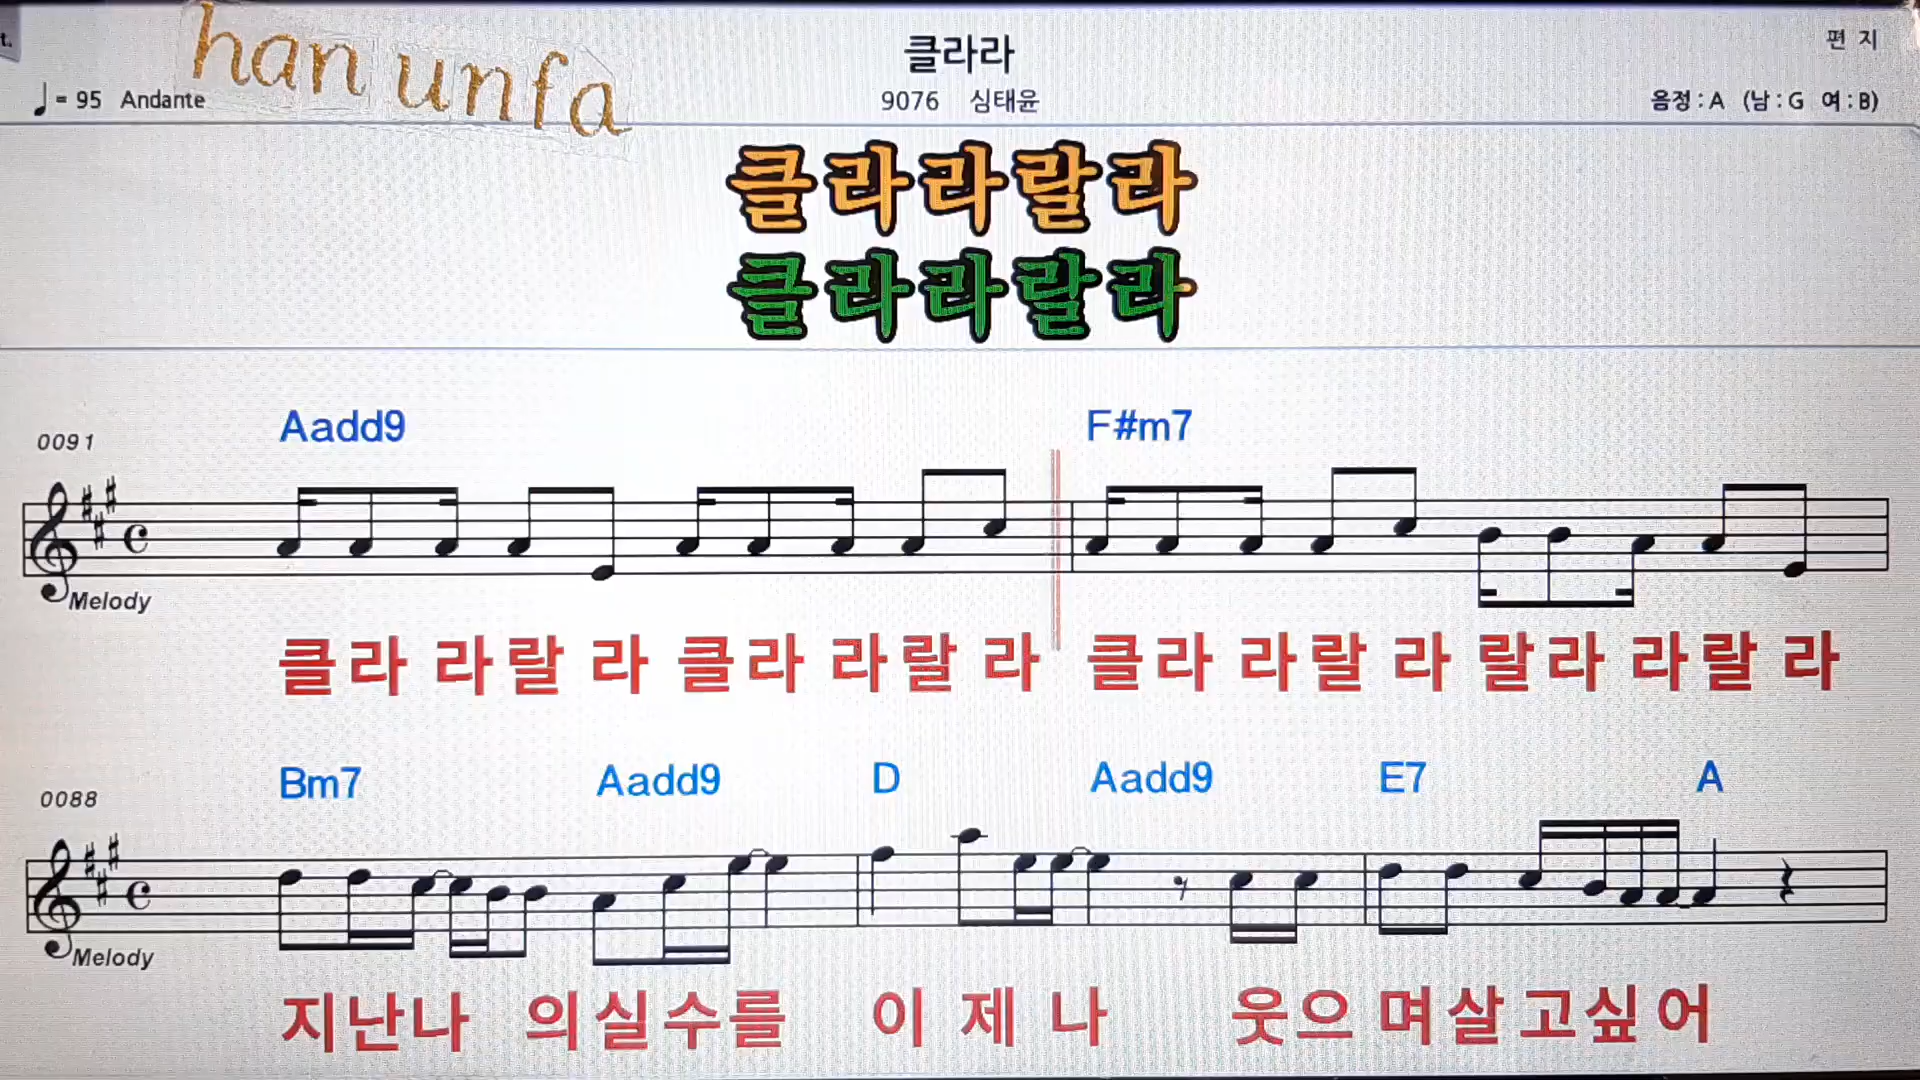 t.
han unfa
클라라
편 지
= 95 Andante
9076 심태윤
음정 : A (남 : G 여 : B)
클라라랄라
클라라랄라
Aadd9 F#m7
0091
Melody
클라 라랄 라 클라 라랄 라 클라 라랄 라 랄라 라랄 라
Bm7 Aadd9 D Aadd9 E7 A
0088
Melody
지난나 의실수를 이 제 나 웃으 며살고싶어